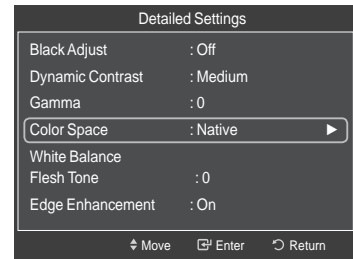 Detailed Settings
Black Adjust : Off
Dynamic Contrast : Medium
Gamma : 0
Color Space : Native
White Balance
Flesh Tone : 0
Edge Enhancement : On
Move Enter Return